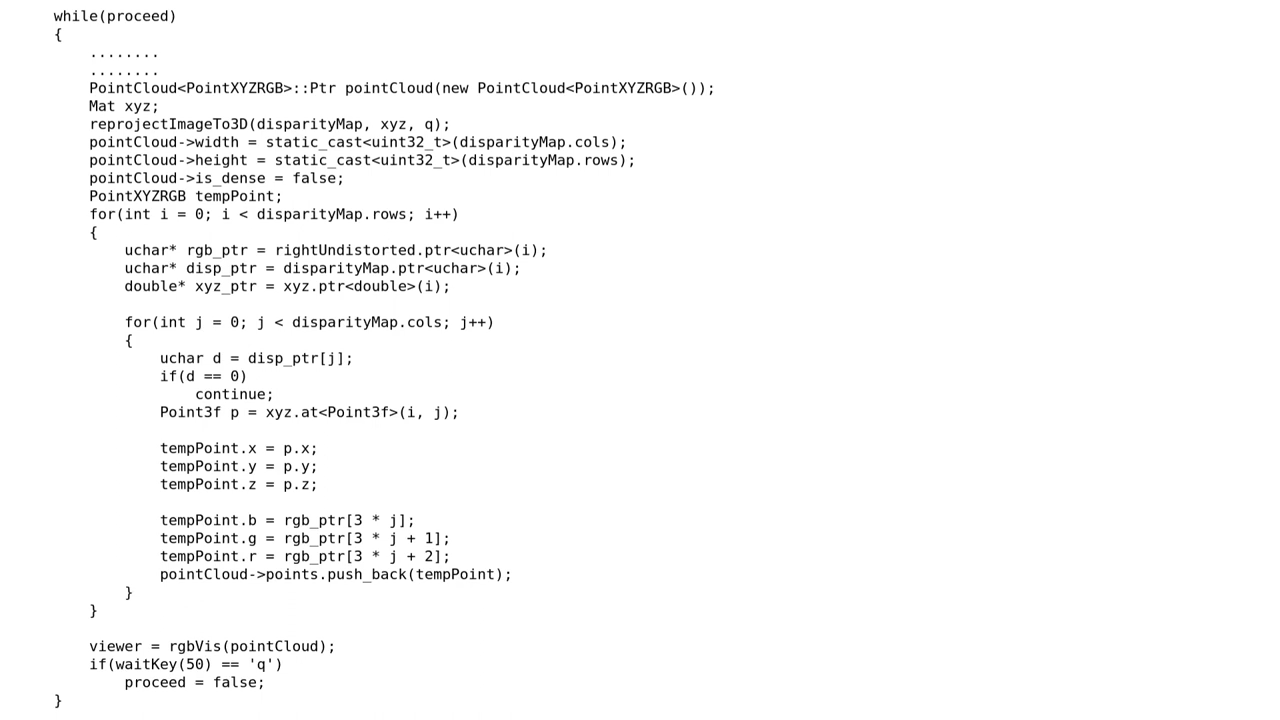 while(proceed)
{
    ........
    ........
    PointCloud<PointXYZRGB>::Ptr pointCloud(new PointCloud<PointXYZRGB>());
    Mat xyz;
    reprojectImageTo3D(disparityMap, xyz, q);
    pointCloud->width = static_cast<uint32_t>(disparityMap.cols);
    pointCloud->height = static_cast<uint32_t>(disparityMap.rows);
    pointCloud->is_dense = false;
    PointXYZRGB tempPoint;
    for(int i = 0; i < disparityMap.rows; i++)
    {
        uchar* rgb_ptr = rightUndistorted.ptr<uchar>(i);
        uchar* disp_ptr = disparityMap.ptr<uchar>(i);
        double* xyz_ptr = xyz.ptr<double>(i);

        for(int j = 0; j < disparityMap.cols; j++)
        {
            uchar d = disp_ptr[j];
            if(d == 0)
                continue;
            Point3f p = xyz.at<Point3f>(i, j);

            tempPoint.x = p.x;
            tempPoint.y = p.y;
            tempPoint.z = p.z;

            tempPoint.b = rgb_ptr[3 * j];
            tempPoint.g = rgb_ptr[3 * j + 1];
            tempPoint.r = rgb_ptr[3 * j + 2];
            pointCloud->points.push_back(tempPoint);
        }
    }

    viewer = rgbVis(pointCloud);
    if(waitKey(50) == 'q')
        proceed = false;
}